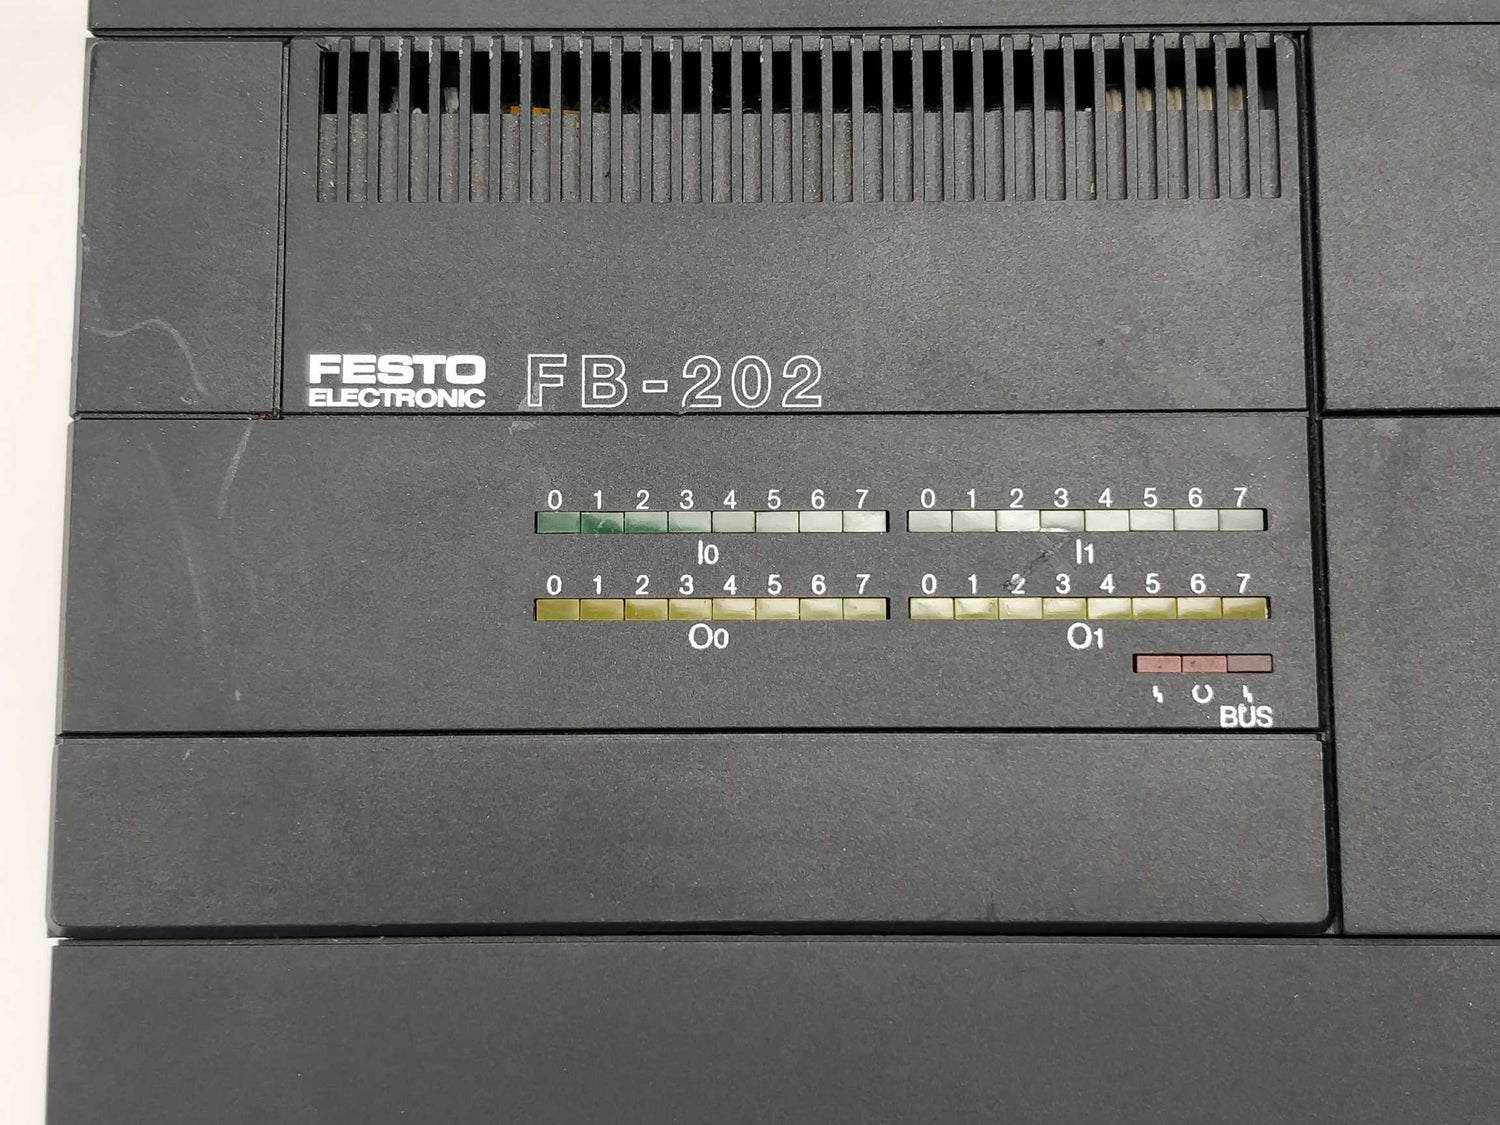 FESTO
ELECTRONIC
FB-202
0 1 2 3 4 5 6 7
I0
0 1 2 3 4 5 6 7
I1
0 1 2 3 4 5 6 7
O0
0 1 2 3 4 5 6 7
O1
BUS